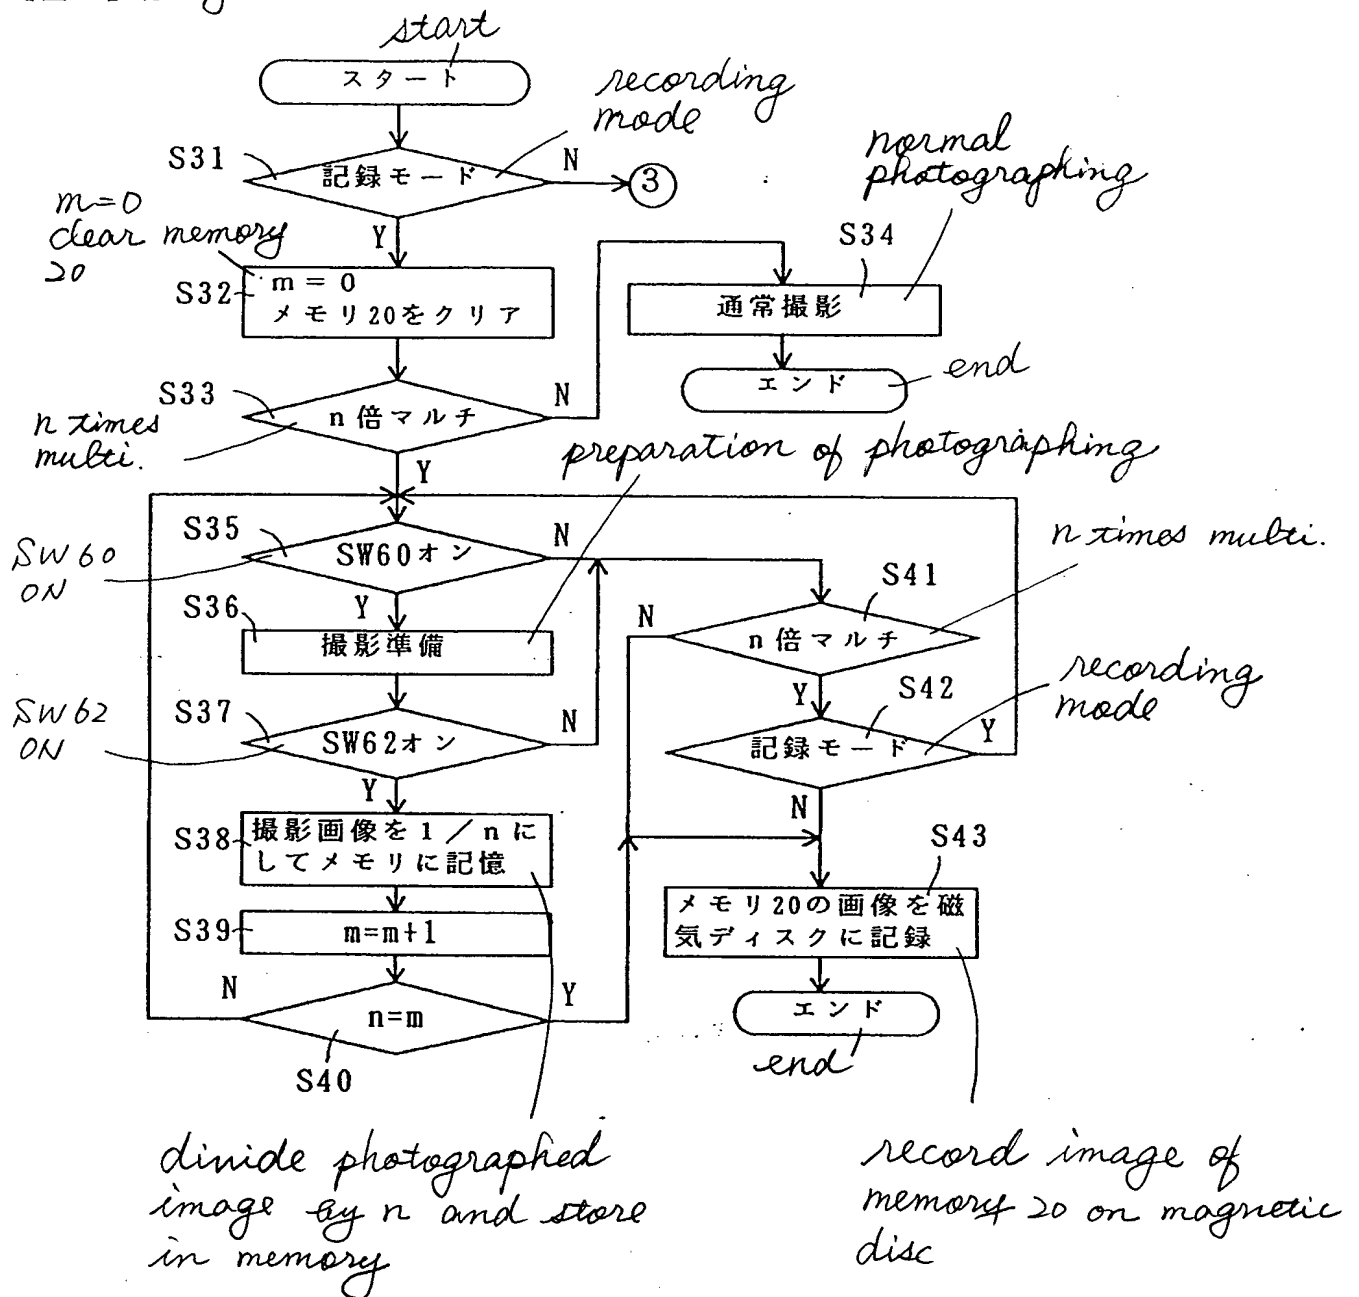 start
スタート
recording
mode
S31
記録モード
N
③
normal
photographing
m=0
clear memory
20
Y
S32
m = 0
メモリ20をクリア
S34
通常撮影
エンド
end
S33
n倍マルチ
N
n times
multi.
Y
preparation of photographing
S35
SW60オン
N
SW60
ON
Y
S36
撮影準備
S37
SW62オン
N
SW62
ON
Y
S38
撮影画像を1/nに
してメモリに記憶
S39
m=m+1
N
n=m
Y
S40
n times multi.
S41
N
n倍マルチ
Y
S42
recording
mode
記録モード
Y
N
S43
メモリ20の画像を磁
気ディスクに記録
エンド
end
divide photographed
image by n and store
in memory
record image of
memory 20 on magnetic
disc